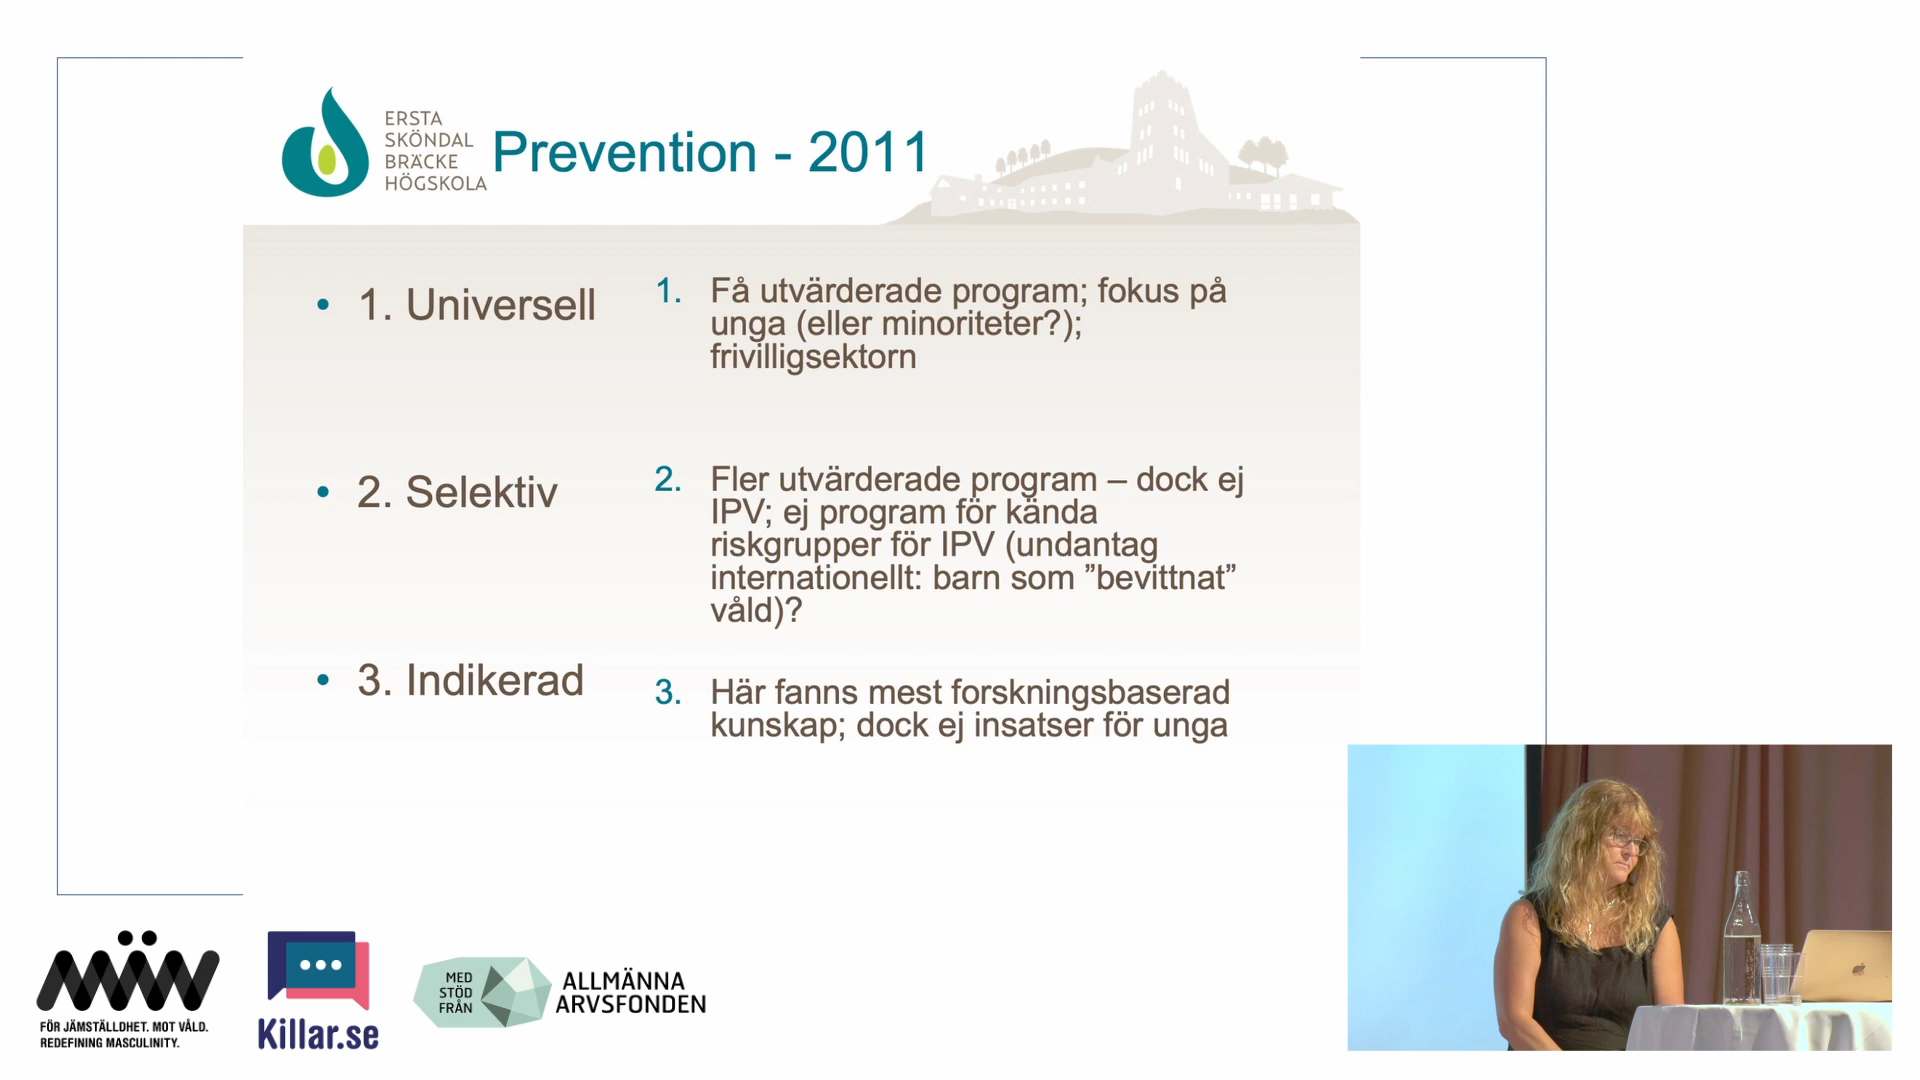 ERSTA
SKÖNDAL
BRÄCKE
HÖGSKOLA
Prevention - 2011
• 1. Universell
1. Få utvärderade program; fokus på
unga (eller minoriteter?);
frivilligsektorn
• 2. Selektiv
2. Fler utvärderade program – dock ej
IPV; ej program för kända
riskgrupper för IPV (undantag
internationellt: barn som ”bevittnat”
våld)?
• 3. Indikerad
3. Här fanns mest forskningsbaserad
kunskap; dock ej insatser för unga
MÄN
FÖR JÄMSTÄLLDHET. MOT VÅLD.
REDEFINING MASCULINITY.
Killar.se
MED
STÖD
FRÅN
ALLMÄNNA
ARVSFONDEN